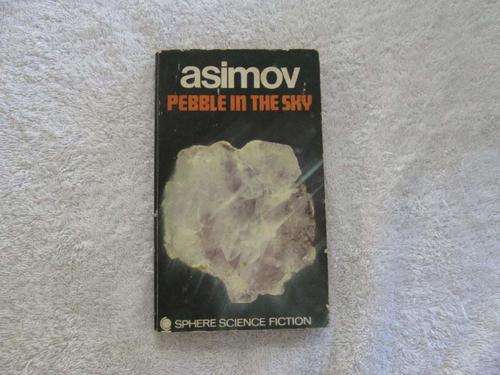 asimov
PEBBLE IN THE SKY
SPHERE SCIENCE FICTION